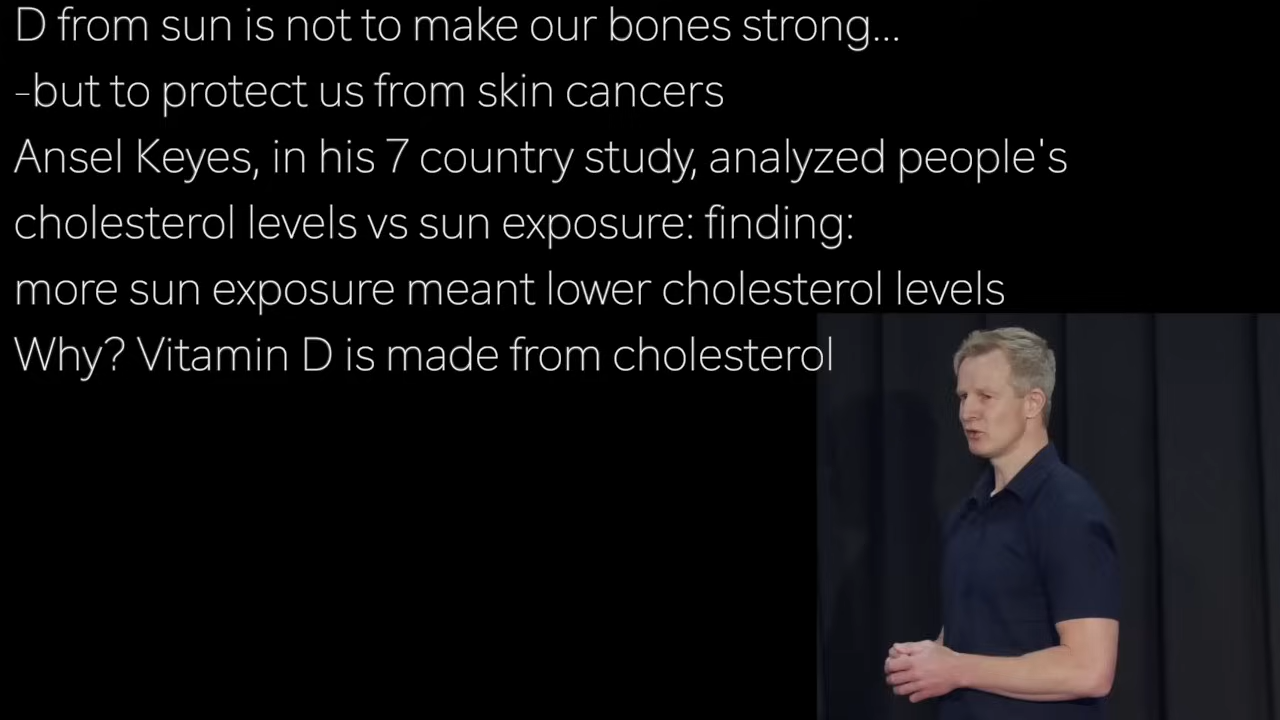 D from sun is not to make our bones strong...
-but to protect us from skin cancers
Ansel Keyes, in his 7 country study, analyzed people's
cholesterol levels vs sun exposure: finding:
more sun exposure meant lower cholesterol levels
Why? Vitamin D is made from cholesterol